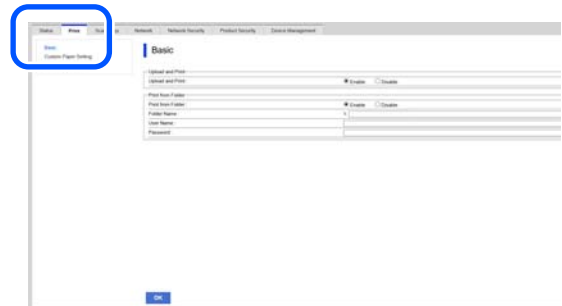 Status Print Network Network Security Product Security Device Management
Basic
Custom Paper Setting
Basic
Upload and Print
Upload and Print Enable Disable
Print from Folder
Print from Folder Enable Disable
Folder Name \\
User Name
Password
OK